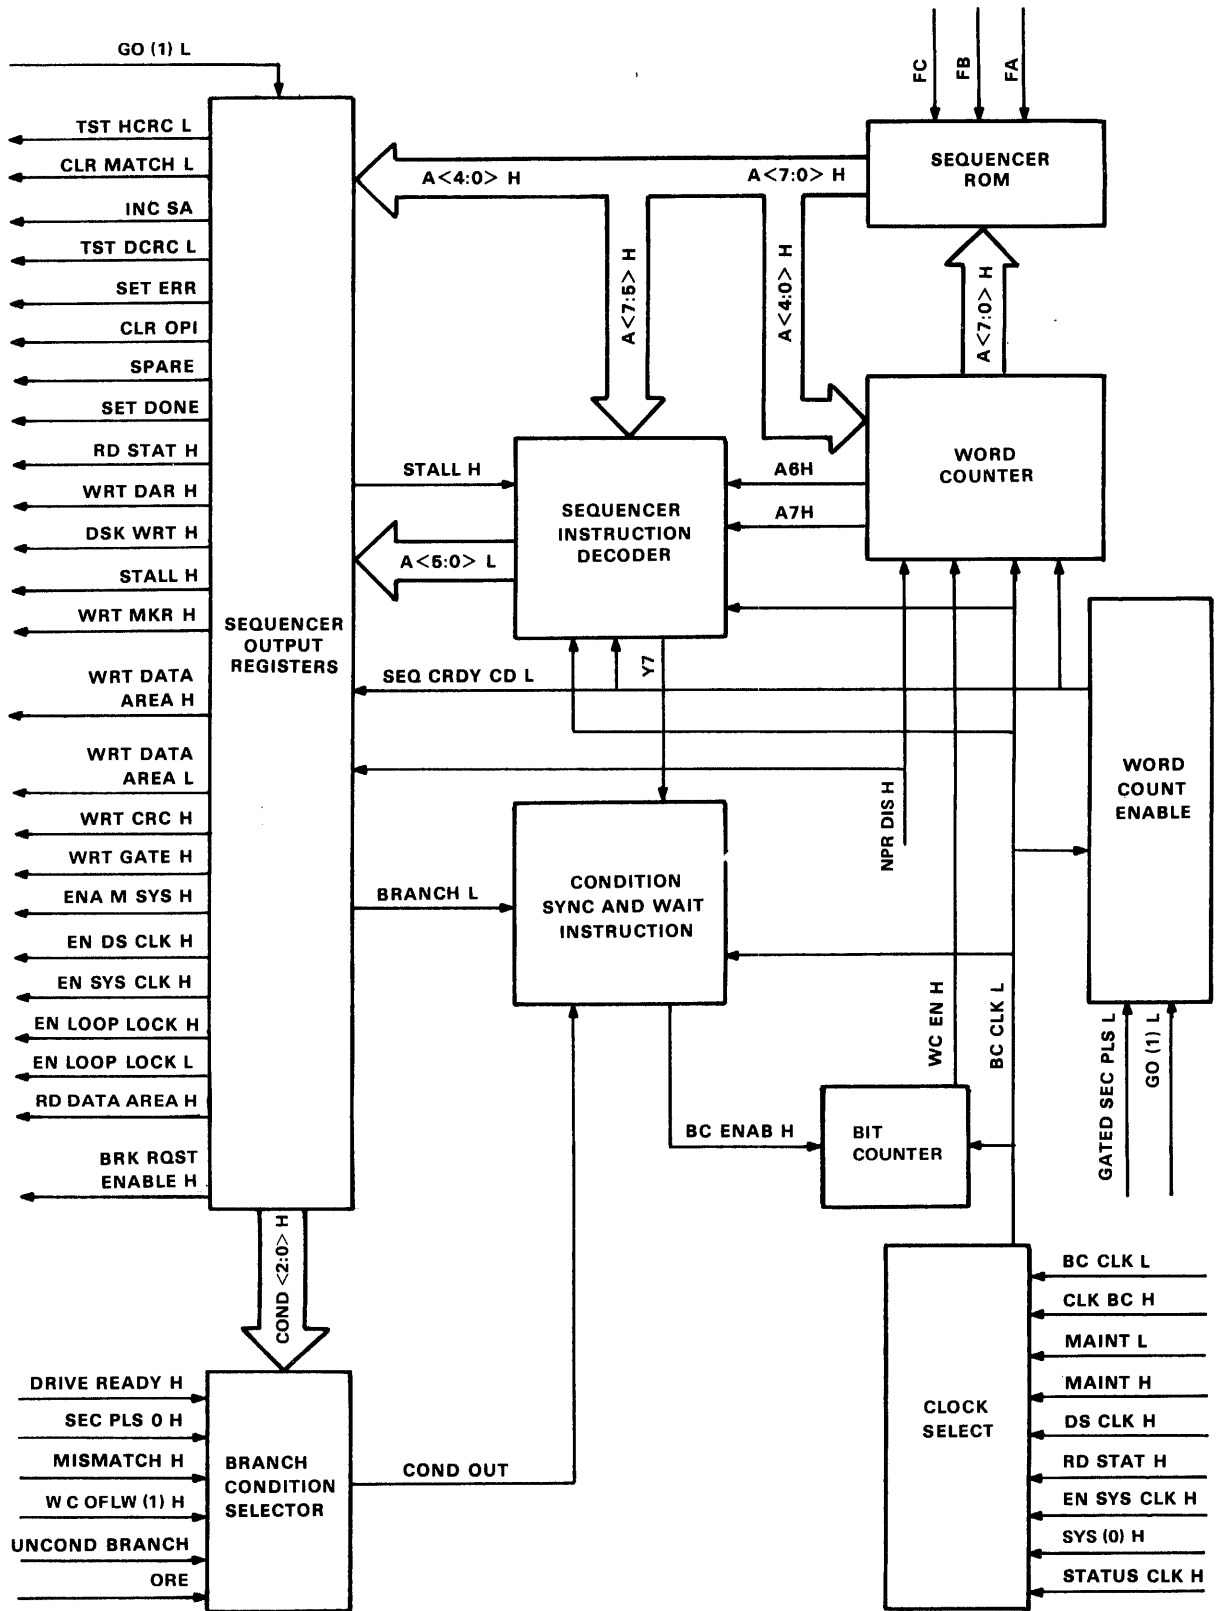 GO (1) L
TST HCRC L
CLR MATCH L
INC SA
TST DCRC L
SET ERR
CLR OPI
SPARE
SET DONE
RD STAT H
WRT DAR H
DSK WRT H
STALL H
WRT MKR H
WRT DATA
AREA H
WRT DATA
AREA L
WRT CRC H
WRT GATE H
ENA M SYS H
EN DS CLK H
EN SYS CLK H
EN LOOP LOCK H
EN LOOP LOCK L
RD DATA AREA H
BRK RQST
ENABLE H
SEQUENCER
OUTPUT
REGISTERS
COND <2:0> H
DRIVE READY H
SEC PLS 0 H
MISMATCH H
WC OFLW (1) H
UNCOND BRANCH
ORE
BRANCH
CONDITION
SELECTOR
COND OUT
FC
FB
FA
SEQUENCER
ROM
A<4:0> H
A<7:0> H
A<7:5> H
A<4:0> H
A<7:0> H
WORD
COUNTER
STALL H
SEQUENCER
INSTRUCTION
DECODER
A6H
A7H
A<5:0> L
Y7
SEQ CRDY CD L
NPR DIS H
WORD
COUNT
ENABLE
CONDITION
SYNC AND WAIT
INSTRUCTION
BRANCH L
WC EN H
BC CLK L
GATED SEC PLS L
GO (1) L
BC ENAB H
BIT
COUNTER
CLOCK
SELECT
BC CLK L
CLK BC H
MAINT L
MAINT H
DS CLK H
RD STAT H
EN SYS CLK H
SYS (0) H
STATUS CLK H